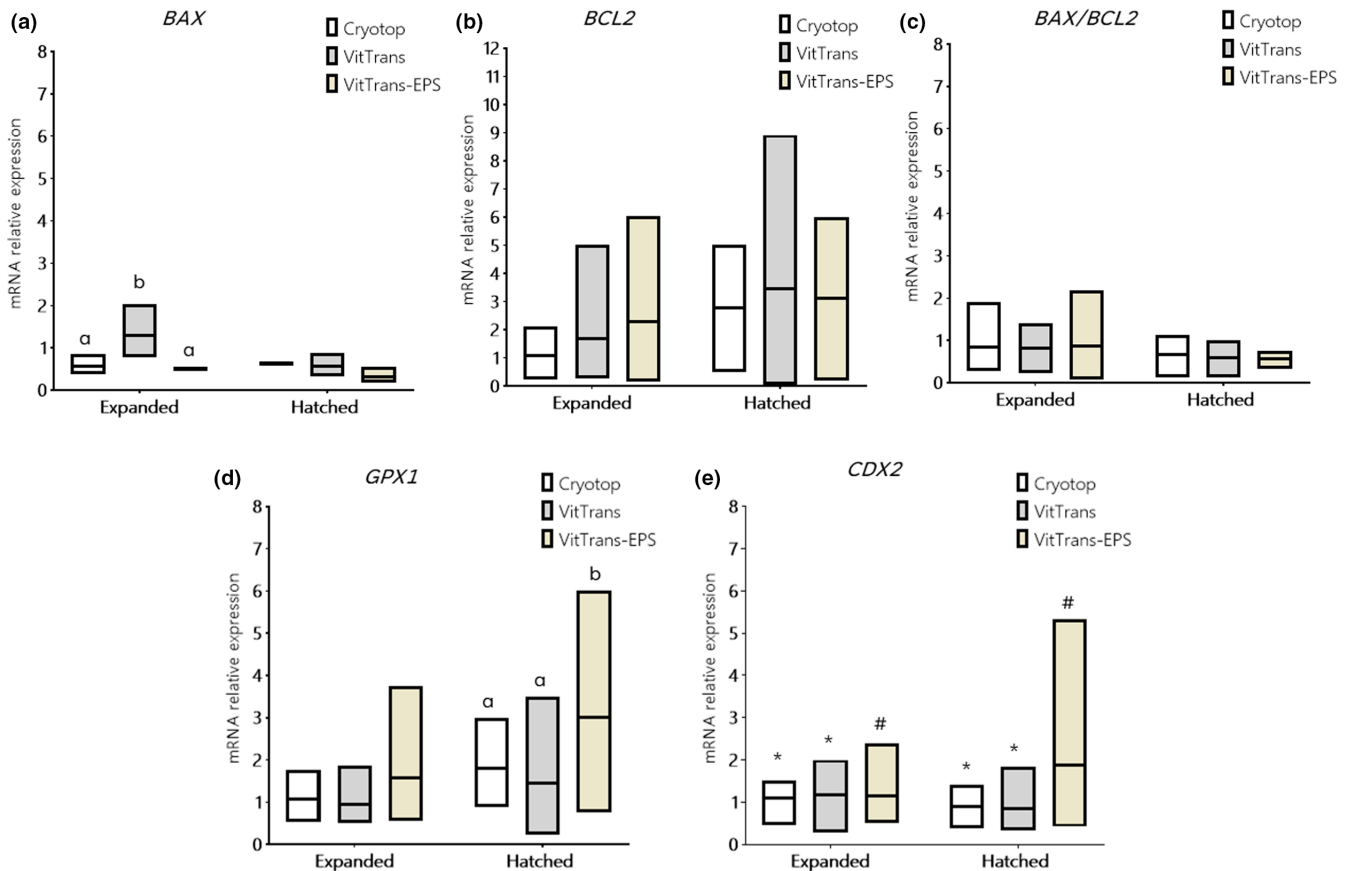 (a)
BAX
Cryotop
VitTrans
VitTrans-EPS
mRNA relative expression
8
7
6
5
4
3
2
1
0
a
b
a
Expanded
Hatched
(b)
BCL2
Cryotop
VitTrans
VitTrans-EPS
mRNA relative expression
12
11
10
9
8
7
6
5
4
3
2
1
0
Expanded
Hatched
(c)
BAX/BCL2
Cryotop
VitTrans
VitTrans-EPS
mRNA relative expression
8
7
6
5
4
3
2
1
0
Expanded
Hatched
(d)
GPX1
Cryotop
VitTrans
VitTrans-EPS
mRNA relative expression
8
7
6
5
4
3
2
1
0
a
a
b
Expanded
Hatched
(e)
CDX2
Cryotop
VitTrans
VitTrans-EPS
mRNA relative expression
8
7
6
5
4
3
2
1
0
*
*
#
*
*
#
Expanded
Hatched